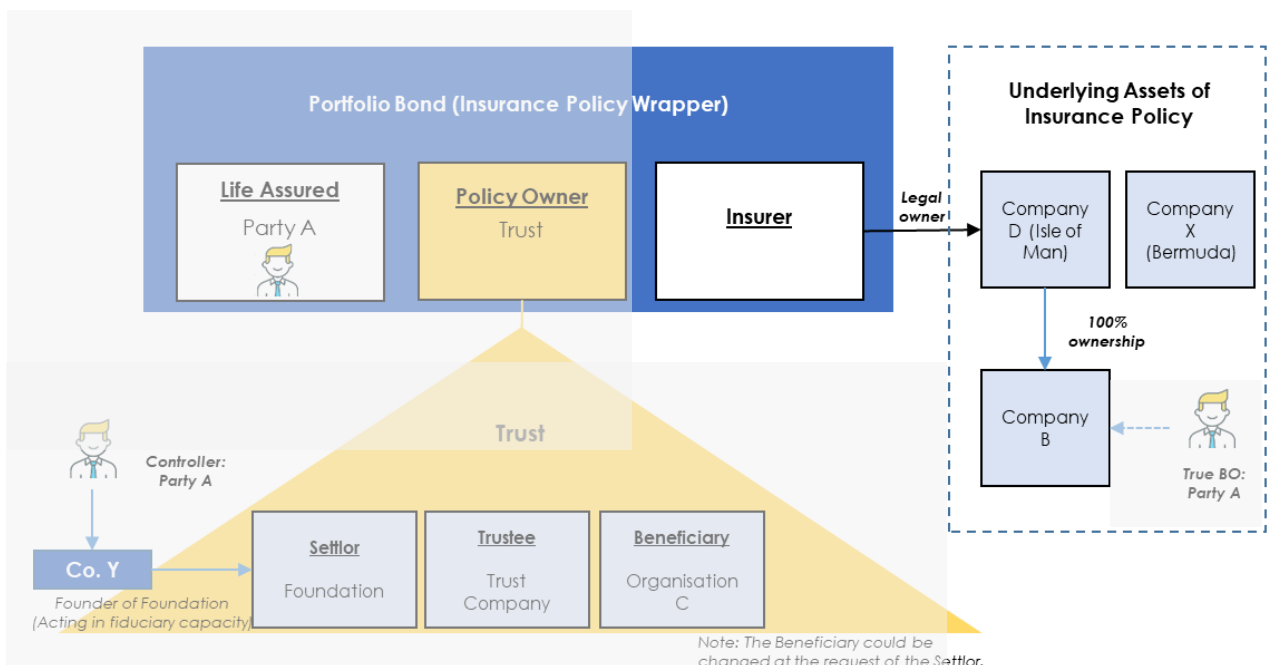 Portfolio Bond (Insurance Policy Wrapper)
Underlying Assets of
Insurance Policy
Life Assured
Party A
Policy Owner
Trust
Insurer
Legal
owner
Company
D (Isle of
Man)
Company
X
(Bermuda)
100%
ownership
Company
B
True BO:
Party A
Trust
Controller:
Party A
Co. Y
Founder of Foundation
(Acting in fiduciary capacity)
Settlor
Foundation
Trustee
Trust
Company
Beneficiary
Organisation
C
Note: The Beneficiary could be
changed at the request of the Settlor.